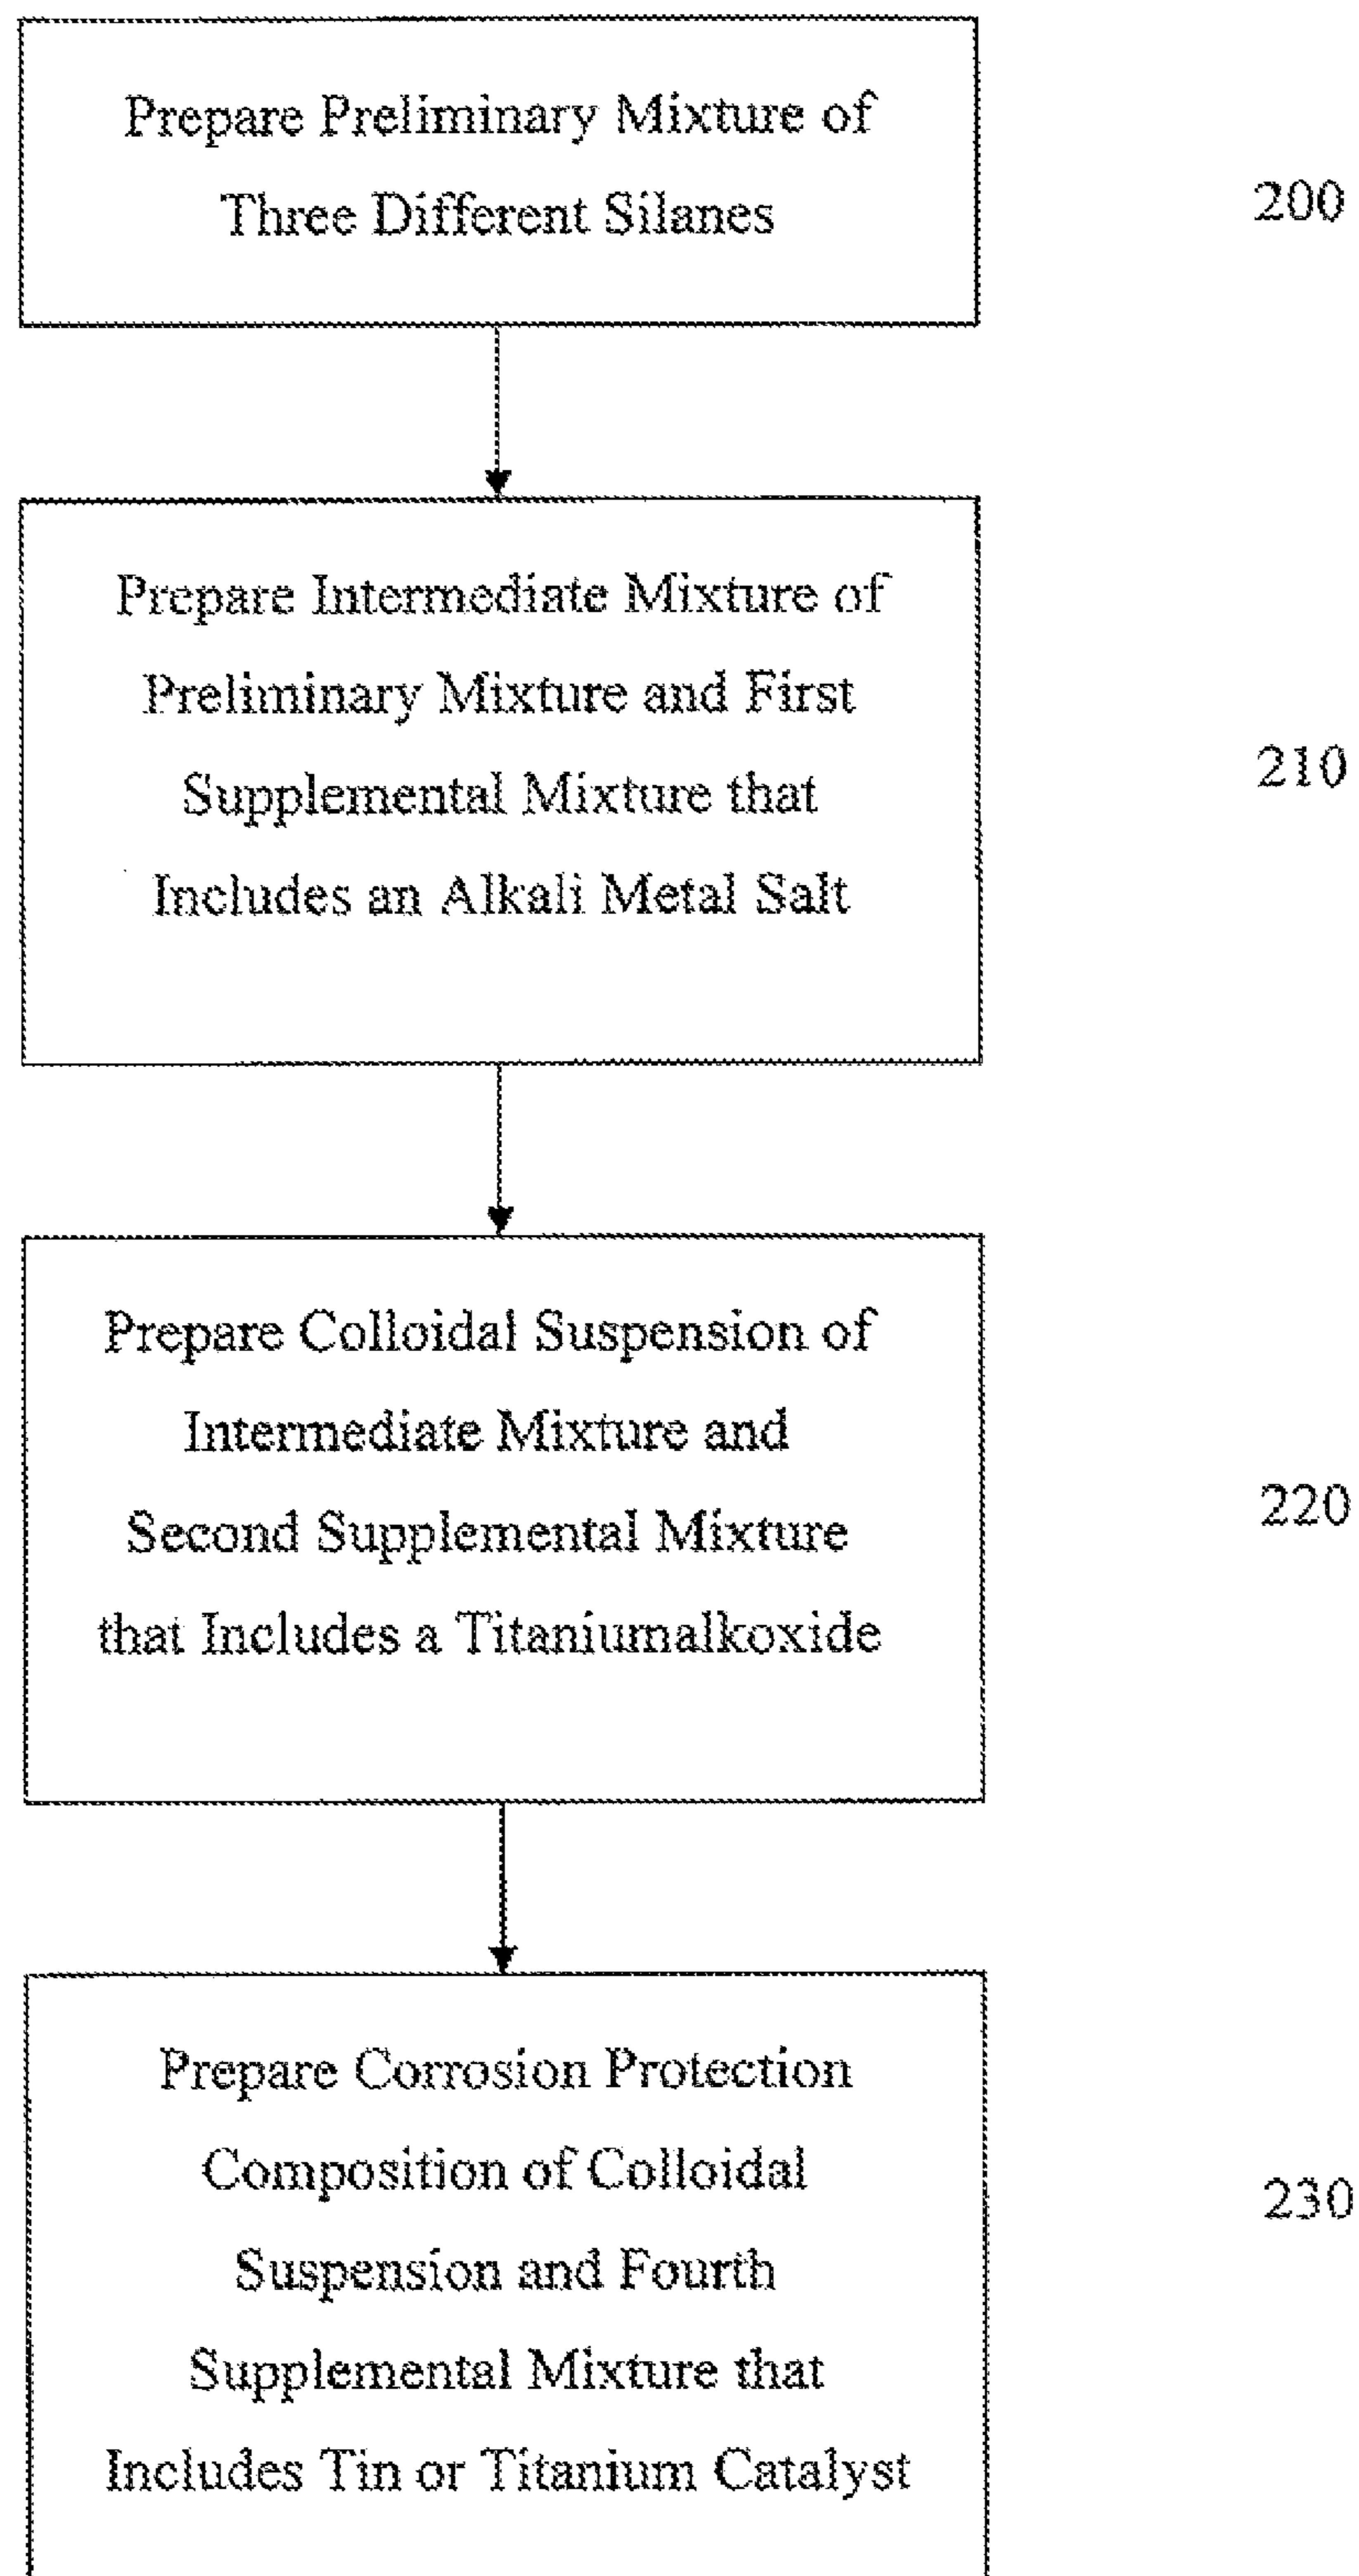 Prepare Preliminary Mixture of
Three Different Silanes
200
Prepare Intermediate Mixture of
Preliminary Mixture and First
Supplemental Mixture that
Includes an Alkali Metal Salt
210
Prepare Colloidal Suspension of
Intermediate Mixture and
Second Supplemental Mixture
that Includes a Titaniumalkoxide
220
Prepare Corrosion Protection
Composition of Colloidal
Suspension and Fourth
Supplemental Mixture that
Includes Tin or Titanium Catalyst
230